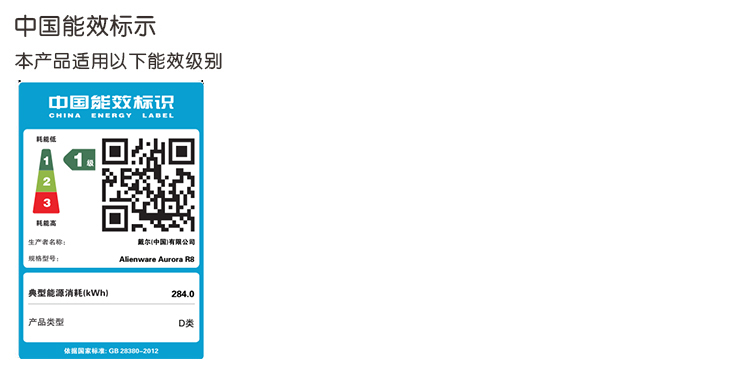 中国能效标示
本产品适用以下能效级别
中国能效标识
CHINA ENERGY LABEL
耗能低
1
1级
2
3
耗能高
生产者名称: 戴尔(中国)有限公司
规格型号: Alienware Aurora R8
典型能源消耗(kWh) 284.0
产品类型 D类
依据国家标准: GB 28380-2012